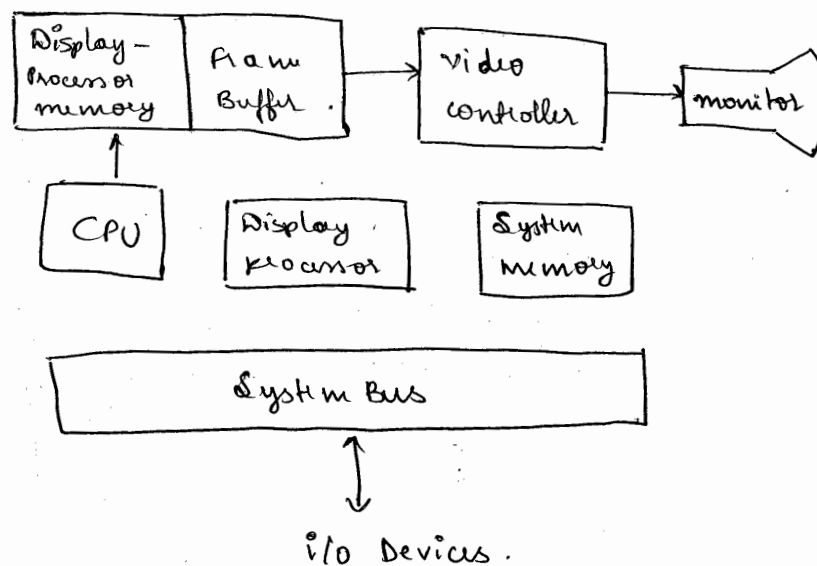 Display-
Processor
memory
Frame
Buffer.
Video
controller
monitor
CPU
Display
Processor
System
memory
System Bus
i/o Devices.